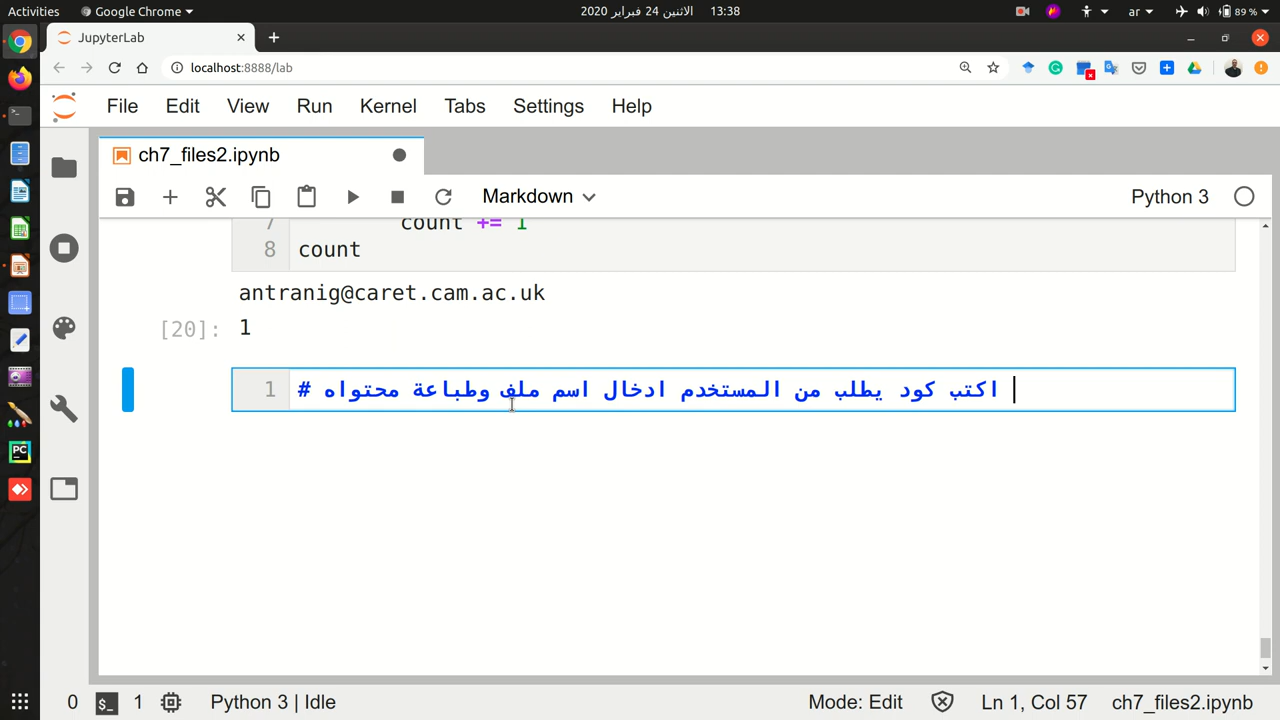 Activities
Google Chrome
الاثنين 24 فبراير 2020
13:38
ar
89 %
JupyterLab
localhost:8888/lab
File Edit View Run Kernel Tabs Settings Help
ch7_files2.ipynb
Markdown
Python 3
7 count += 1
8 count
antranig@caret.cam.ac.uk
[20]: 1
1 # اكتب كود يطلب من المستخدم ادخال اسم ملف وطباعة محتواه
0 $_ 1 Python 3 | Idle Mode: Edit Ln 1, Col 57 ch7_files2.ipynb
PC